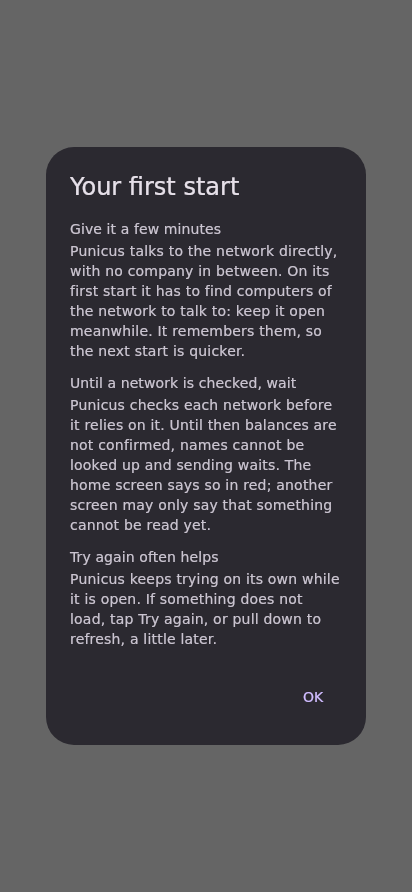 Your first start
Give it a few minutes
Punicus talks to the network directly,
with no company in between. On its
first start it has to find computers of
the network to talk to: keep it open
meanwhile. It remembers them, so
the next start is quicker.
Until a network is checked, wait
Punicus checks each network before
it relies on it. Until then balances are
not confirmed, names cannot be
looked up and sending waits. The
home screen says so in red; another
screen may only say that something
cannot be read yet.
Try again often helps
Punicus keeps trying on its own while
it is open. If something does not
load, tap Try again, or pull down to
refresh, a little later.
OK